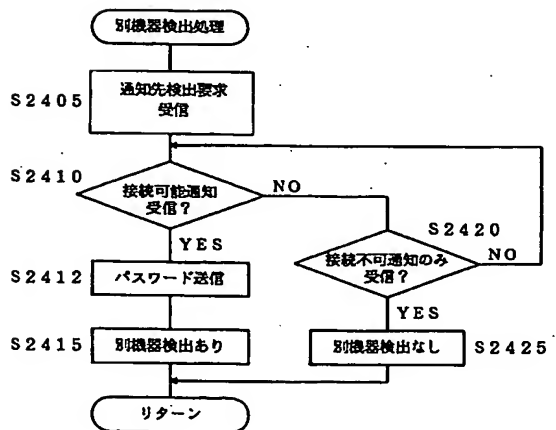 別機器検出処理
S2405
通知先検出要求
受信
S2410
接続可能通知
受信？
NO
YES
S2420
接続不可通知のみ
受信？
NO
YES
S2412
パスワード送信
S2415
別機器検出あり
別機器検出なし
S2425
リターン